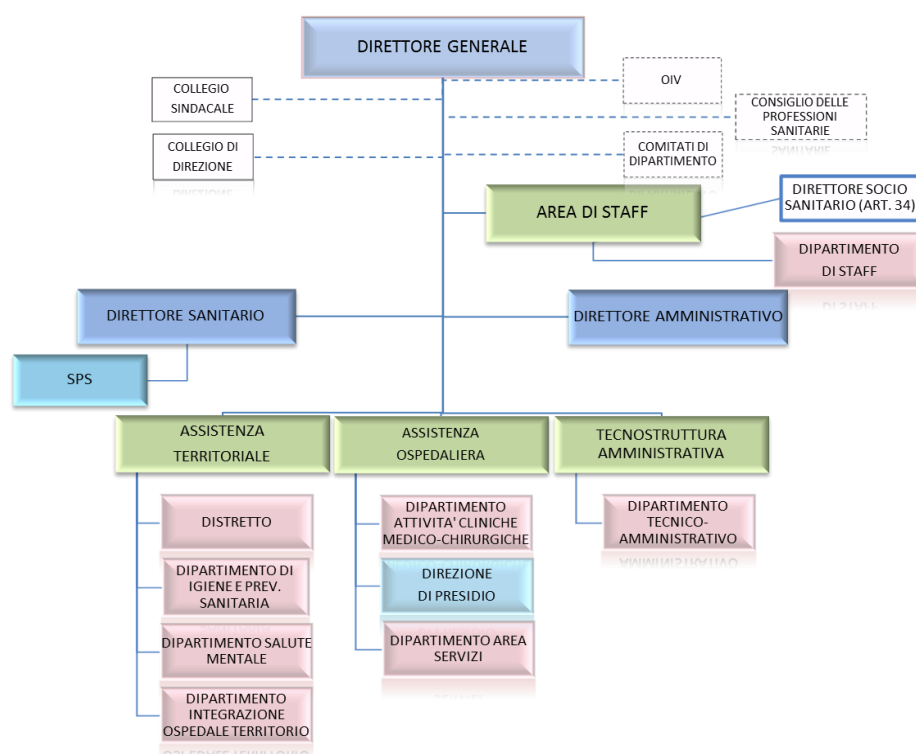 DIRETTORE GENERALE
COLLEGIO
SINDACALE
OIV
CONSIGLIO DELLE
PROFESSIONI
SANITARIE
COLLEGIO DI
DIREZIONE
COMITATI DI
DIPARTIMENTO
DIRETTORE SOCIO
SANITARIO (ART. 34)
AREA DI STAFF
DIPARTIMENTO
DI STAFF
DIRETTORE SANITARIO
DIRETTORE AMMINISTRATIVO
SPS
ASSISTENZA
TERRITORIALE
ASSISTENZA
OSPEDALIERA
TECNOSTRUTTURA
AMMINISTRATIVA
DISTRETTO
DIPARTIMENTO
ATTIVITA' CLINICHE
MEDICO-CHIRURGICHE
DIPARTIMENTO
TECNICO-
AMMINISTRATIVO
DIPARTIMENTO DI
IGIENE E PREV.
SANITARIA
DIREZIONE
DI PRESIDIO
DIPARTIMENTO SALUTE
MENTALE
DIPARTIMENTO AREA
SERVIZI
DIPARTIMENTO
INTEGRAZIONE
OSPEDALE TERRITORIO